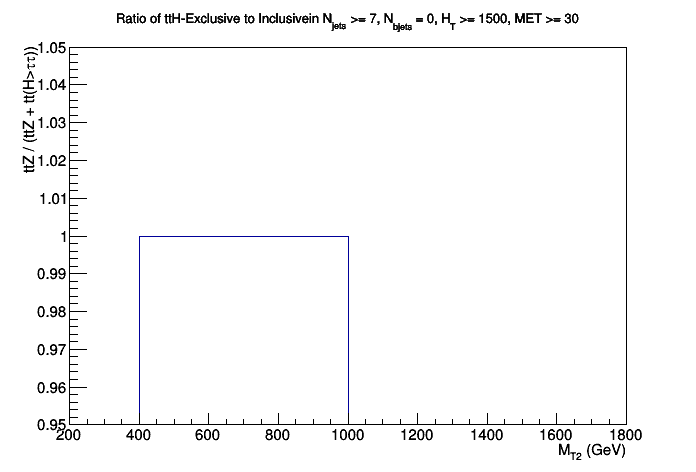 Ratio of ttH-Exclusive to Inclusivein N_jets >= 7, N_bjets = 0, H_T >= 1500, MET >= 30
ttZ / (ttZ + tt(H>ττ))
1.05
1.04
1.03
1.02
1.01
1
0.99
0.98
0.97
0.96
0.95
200 400 600 800 1000 1200 1400 1600 1800
M_T2 (GeV)